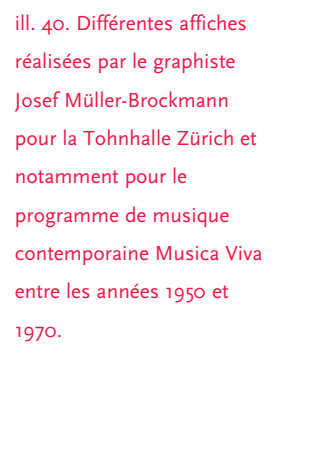 ill. 40. Différentes affiches
réalisées par le graphiste
Josef Müller-Brockmann
pour la Tohnhalle Zürich et
notamment pour le
programme de musique
contemporaine Musica Viva
entre les années 1950 et
1970.